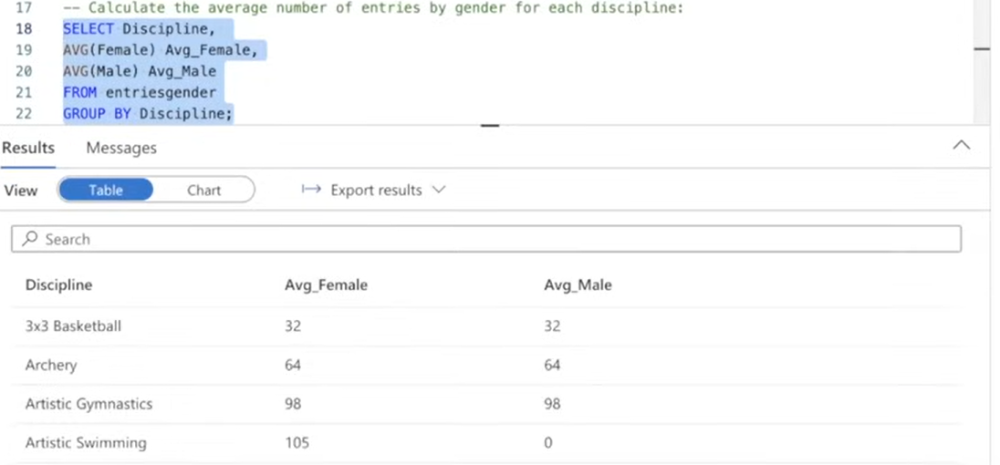 17 -- Calculate the average number of entries by gender for each discipline:
18 SELECT Discipline,
19 AVG(Female) Avg_Female,
20 AVG(Male) Avg_Male
21 FROM entriesgender
22 GROUP BY Discipline;
Results Messages
View Table Chart Export results
Search
Discipline Avg_Female Avg_Male
3x3 Basketball 32 32
Archery 64 64
Artistic Gymnastics 98 98
Artistic Swimming 105 0